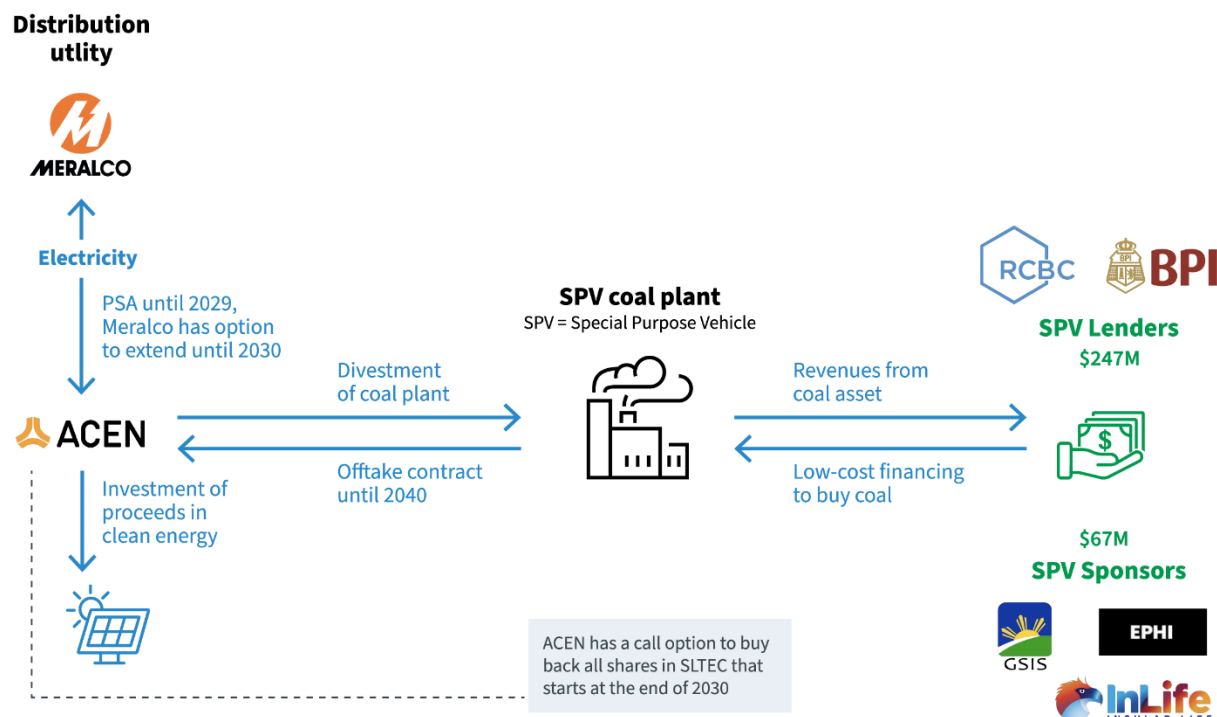 Distribution
utlity
MERALCO
Electricity
PSA until 2029,
Meralco has option
to extend until 2030
ACEN
Investment of
proceeds in
clean energy
Divestment
of coal plant
Offtake contract
until 2040
SPV coal plant
SPV = Special Purpose Vehicle
Revenues from
coal asset
Low-cost financing
to buy coal
RCBC
BPI
BPI
SPV Lenders
$247M
$
$67M
SPV Sponsors
GSIS
EPHI
InLife
INSULAR LIFE
ACEN has a call option to buy
back all shares in SLTEC that
starts at the end of 2030